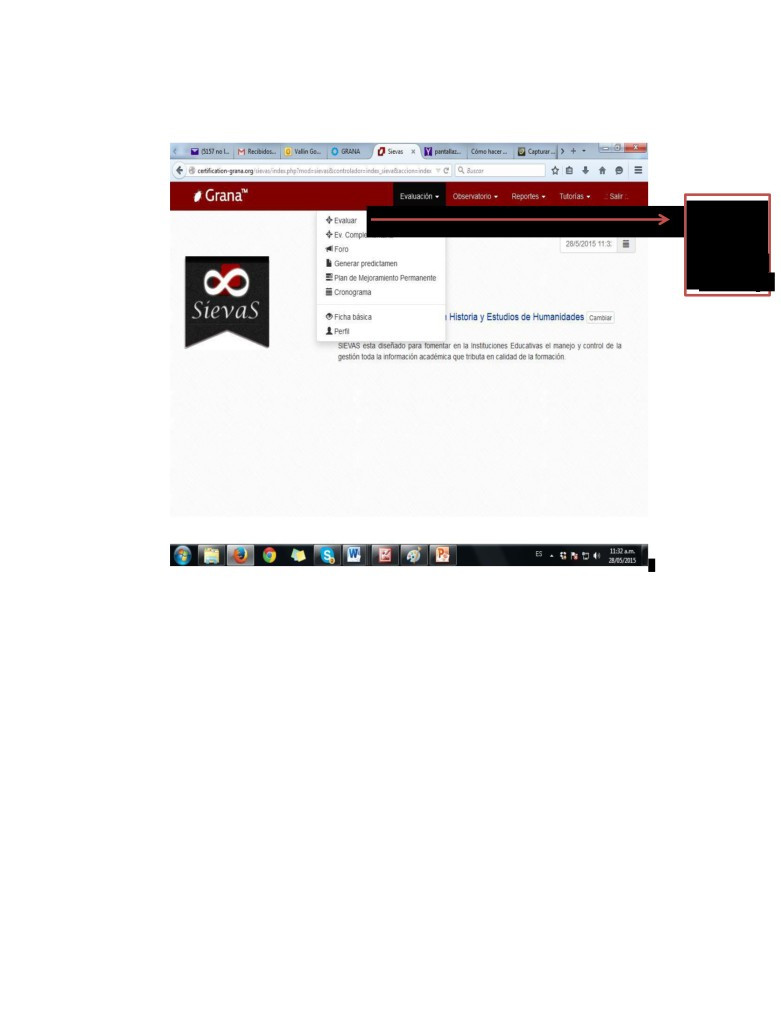 (5157 no l... Recibidos... Vallin Go... GRANA Sievas x pantallaz... Cómo hacer ... Capturar ...
certification-grana.org/sievas/index.php?mod=sievas&controlador=index_sieva&accion=index Buscar
Grana™ Evaluación Observatorio Reportes Tutorías .: Salir :.
Evaluar
Ev.
Foro
Generar predictamen
Plan de Mejoramiento Permanente
Cronograma
Ficha básica
Perfil
28/5/2015 11:3:
SievaS
Historia y Estudios de Humanidades Cambiar
SIEVAS esta diseñado para fomentar en la Instituciones Educativas el manejo y control de la
gestión toda la información académica que tributa en calidad de la formación.
ES 11:32 a.m.
28/05/2015